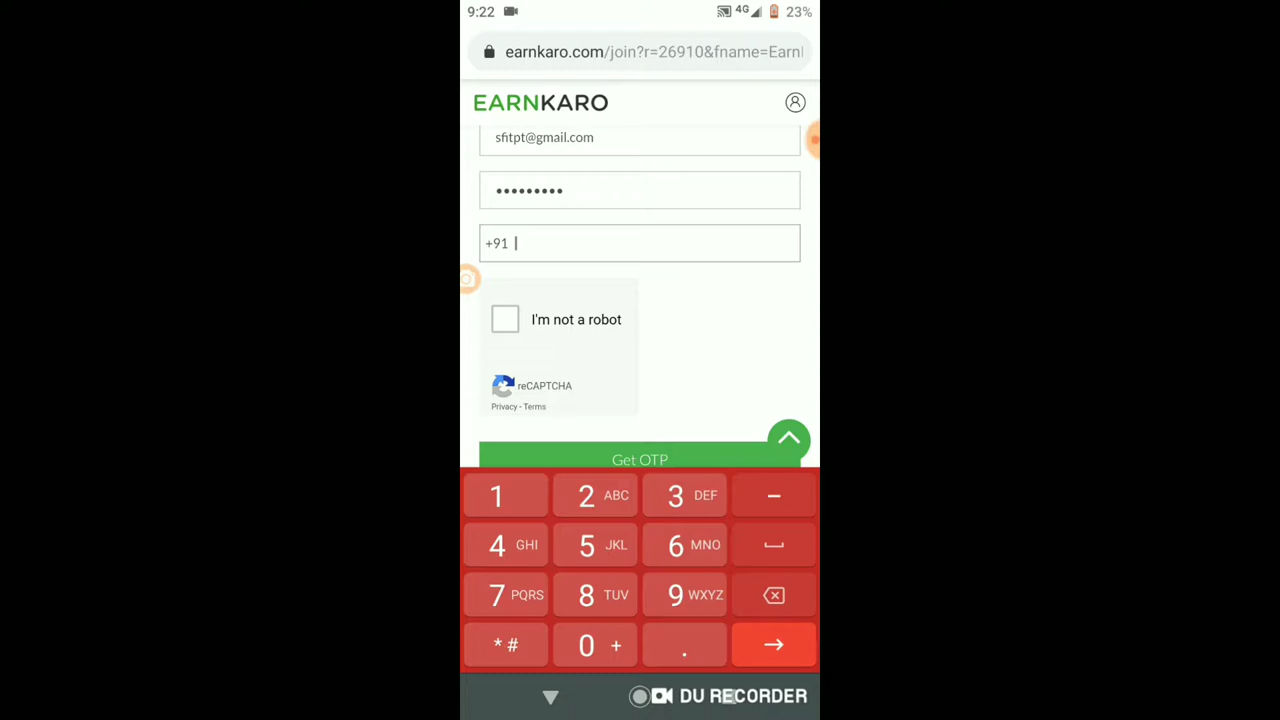 9:22 4G 23%
earnkaro.com/join?r=26910&fname=Earn
EARNKARO
sfitpt@gmail.com
•••••••••
+91
I'm not a robot
reCAPTCHA
Privacy - Terms
Get OTP
1 2 ABC 3 DEF -
4 GHI 5 JKL 6 MNO
7 PQRS 8 TUV 9 WXYZ
* # 0 + .
DU RECORDER